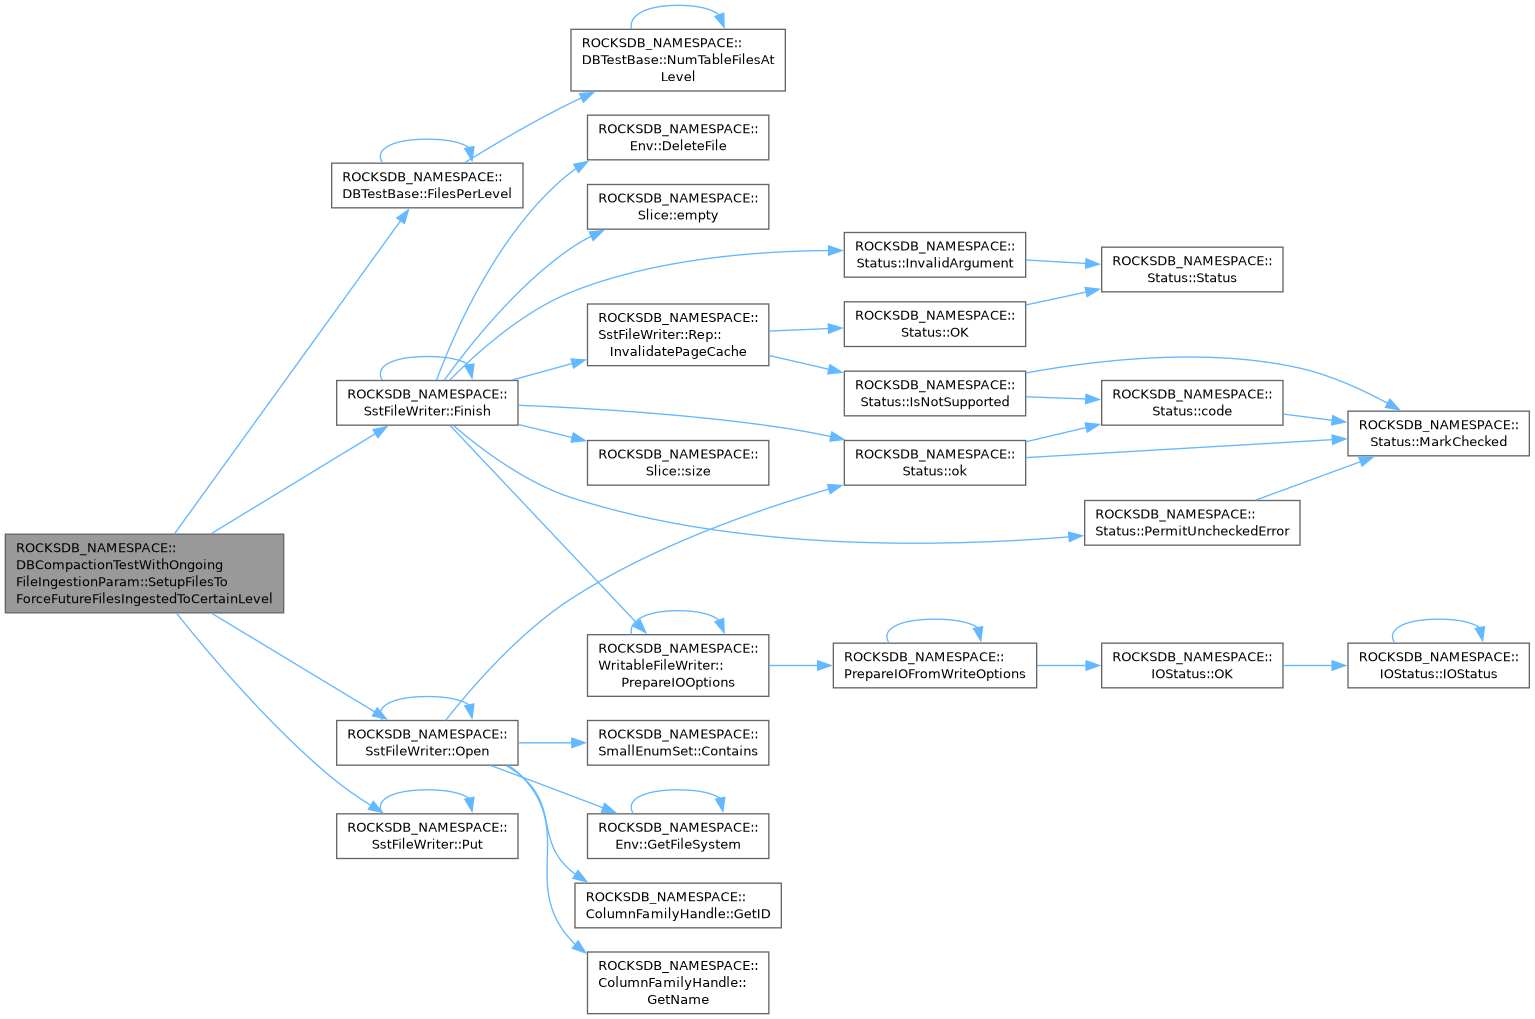 ROCKSDB_NAMESPACE::
DBCompactionTestWithOngoing
FileIngestionParam::SetupFilesTo
ForceFutureFilesIngestedToCertainLevel
ROCKSDB_NAMESPACE::
DBTestBase::FilesPerLevel
ROCKSDB_NAMESPACE::
DBTestBase::NumTableFilesAt
Level
ROCKSDB_NAMESPACE::
SstFileWriter::Finish
ROCKSDB_NAMESPACE::
Env::DeleteFile
ROCKSDB_NAMESPACE::
Slice::empty
ROCKSDB_NAMESPACE::
Status::InvalidArgument
ROCKSDB_NAMESPACE::
Status::Status
ROCKSDB_NAMESPACE::
SstFileWriter::Rep::
InvalidatePageCache
ROCKSDB_NAMESPACE::
Status::OK
ROCKSDB_NAMESPACE::
Status::IsNotSupported
ROCKSDB_NAMESPACE::
Status::code
ROCKSDB_NAMESPACE::
Status::MarkChecked
ROCKSDB_NAMESPACE::
Slice::size
ROCKSDB_NAMESPACE::
Status::ok
ROCKSDB_NAMESPACE::
Status::PermitUncheckedError
ROCKSDB_NAMESPACE::
WritableFileWriter::
PrepareIOOptions
ROCKSDB_NAMESPACE::
PrepareIOFromWriteOptions
ROCKSDB_NAMESPACE::
IOStatus::OK
ROCKSDB_NAMESPACE::
IOStatus::IOStatus
ROCKSDB_NAMESPACE::
SstFileWriter::Open
ROCKSDB_NAMESPACE::
SmallEnumSet::Contains
ROCKSDB_NAMESPACE::
SstFileWriter::Put
ROCKSDB_NAMESPACE::
Env::GetFileSystem
ROCKSDB_NAMESPACE::
ColumnFamilyHandle::GetID
ROCKSDB_NAMESPACE::
ColumnFamilyHandle::
GetName